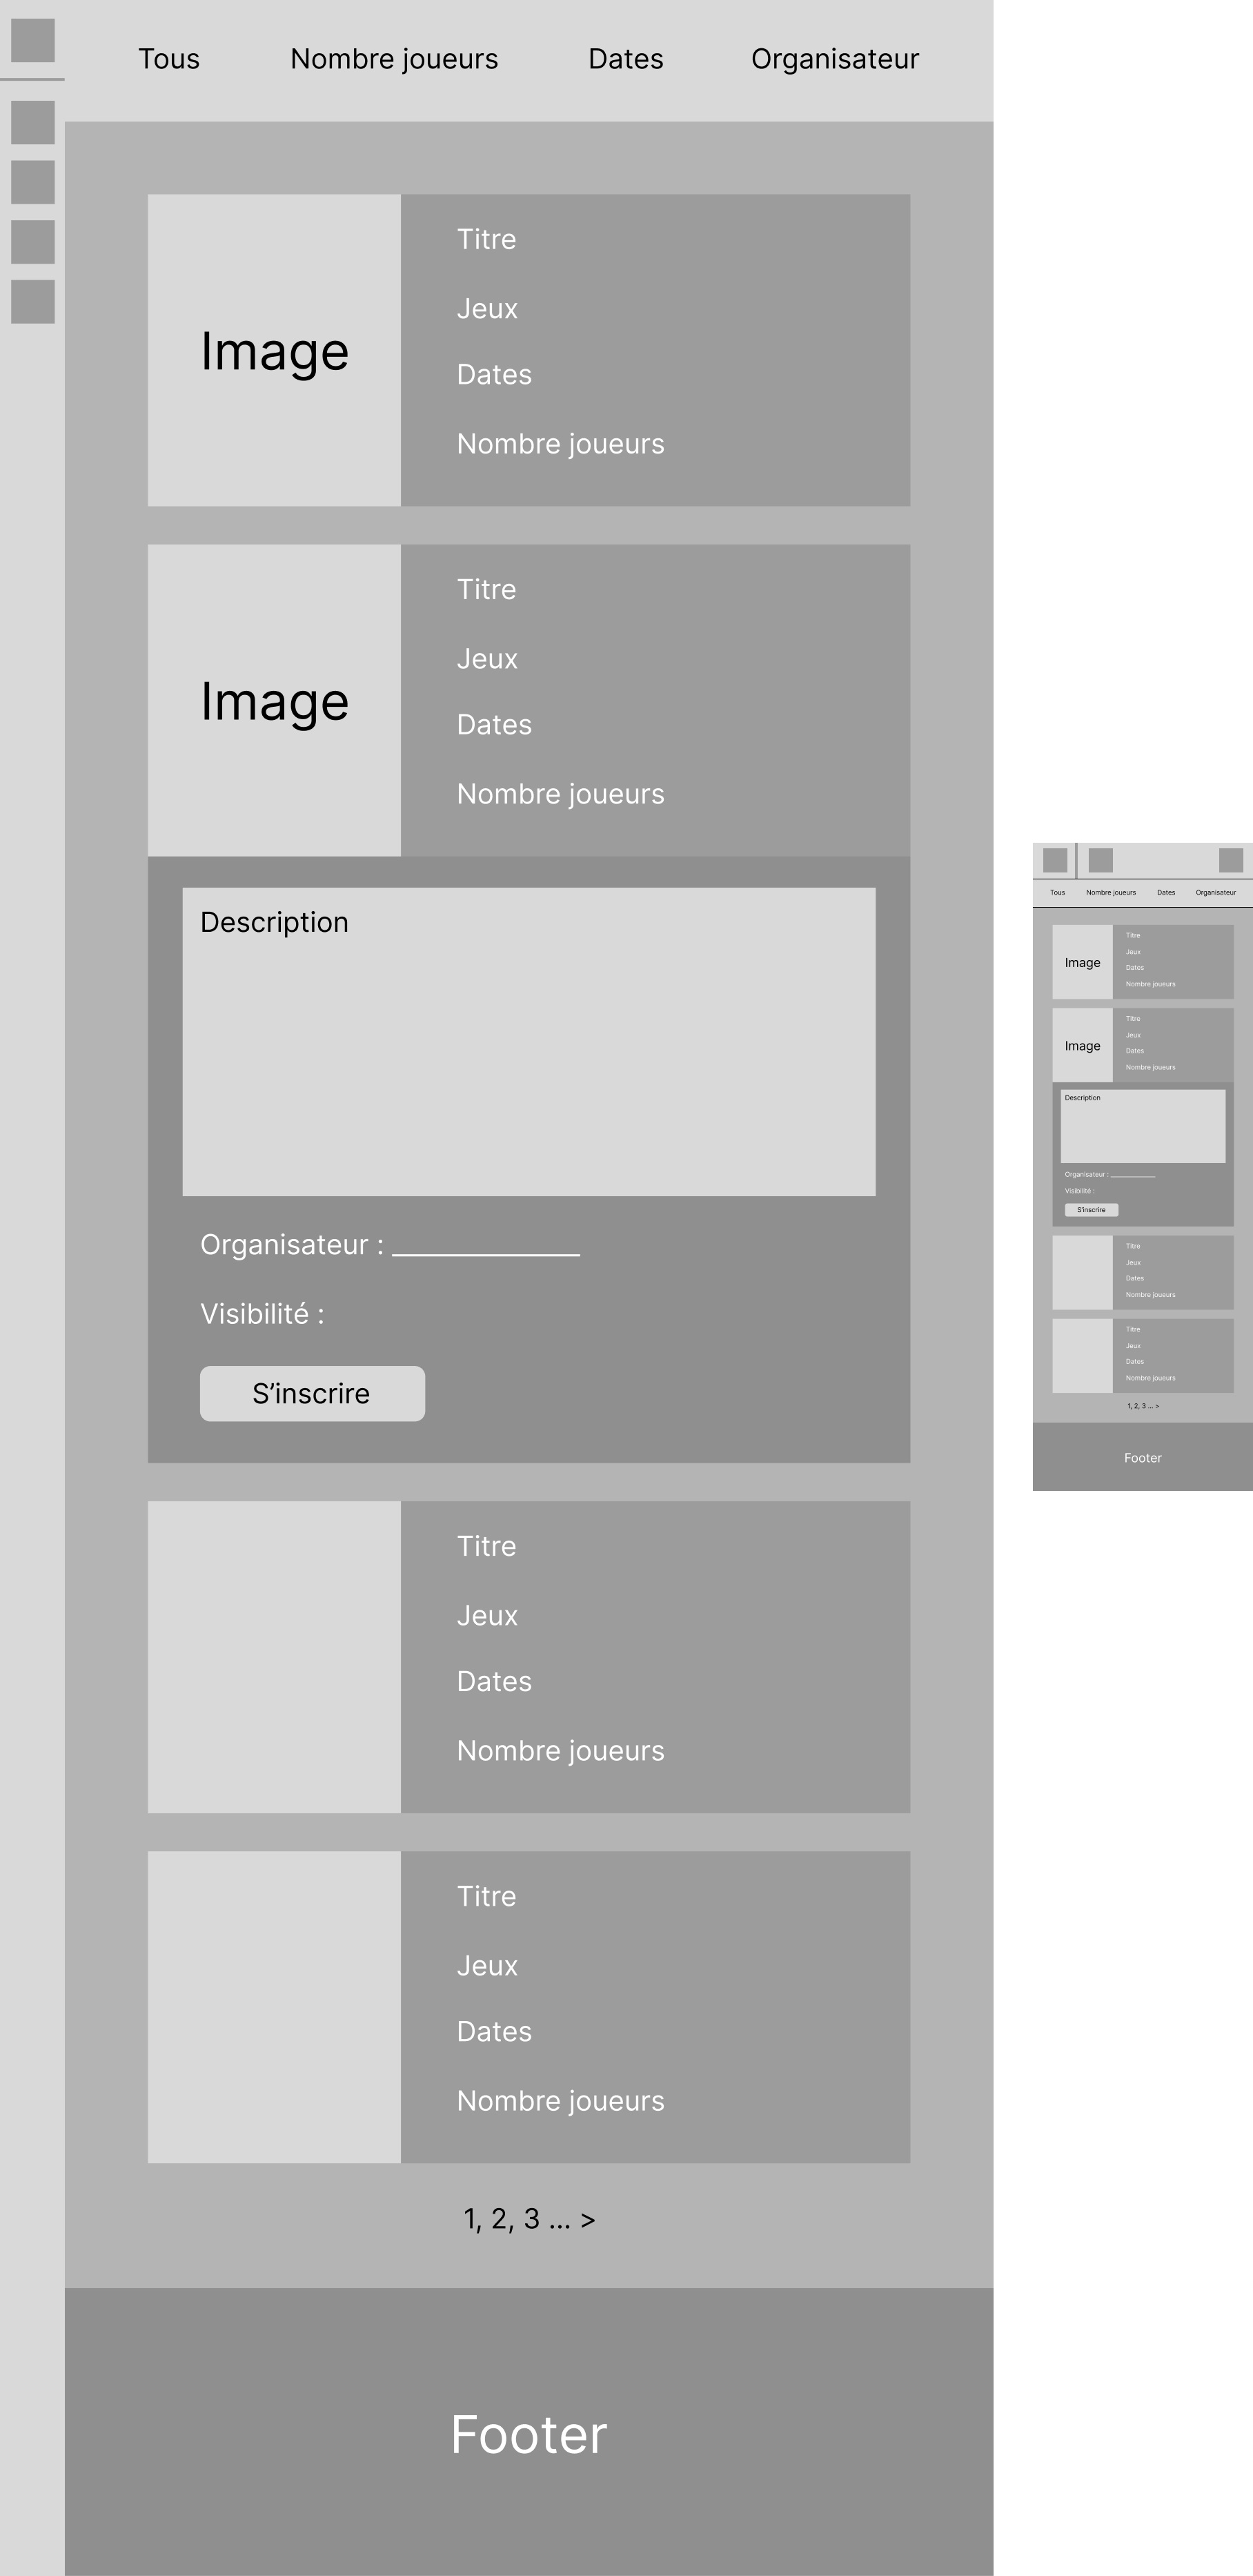 Tous Nombre joueurs Dates Organisateur
Image
Titre
Jeux
Dates
Nombre joueurs
Image
Titre
Jeux
Dates
Nombre joueurs
Description
Organisateur : _____________
Visibilité :
S’inscrire
Titre
Jeux
Dates
Nombre joueurs
Titre
Jeux
Dates
Nombre joueurs
1, 2, 3 ... >
Footer
Tous Nombre joueurs Dates Organisateur
Image
Titre
Jeux
Dates
Nombre joueurs
Image
Titre
Jeux
Dates
Nombre joueurs
Description
Organisateur : _____________
Visibilité :
S’inscrire
Titre
Jeux
Dates
Nombre joueurs
Titre
Jeux
Dates
Nombre joueurs
1, 2, 3 ... >
Footer